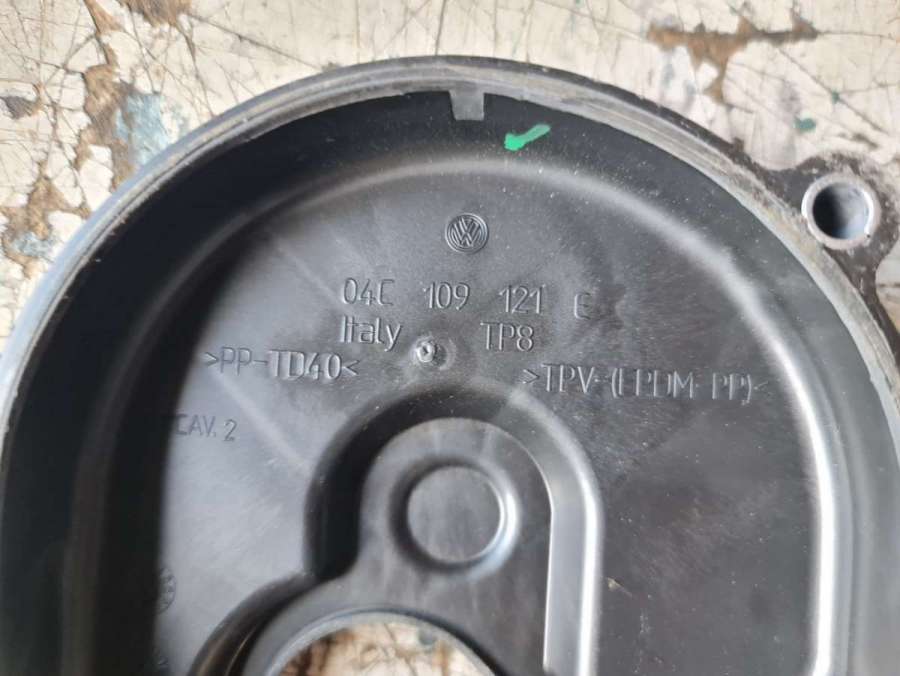 04C 109 121 E
Italy TP8
>PP-TD40<
>TPV-(EPDM-PP)<
CAV. 2